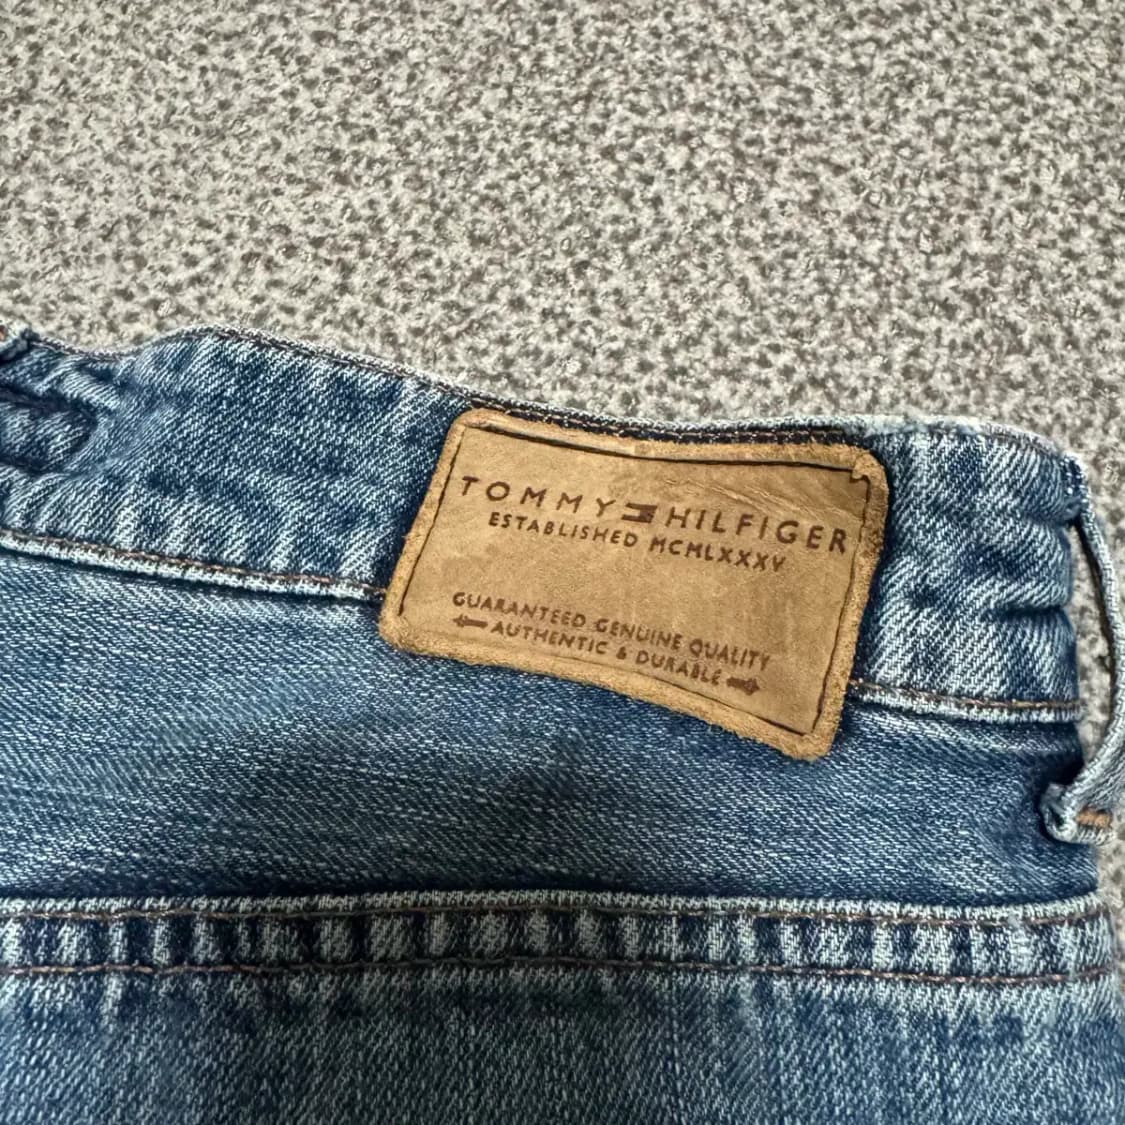 TOMMY HILFIGER
ESTABLISHED MCMLXXXV
GUARANTEED GENUINE QUALITY
AUTHENTIC & DURABLE